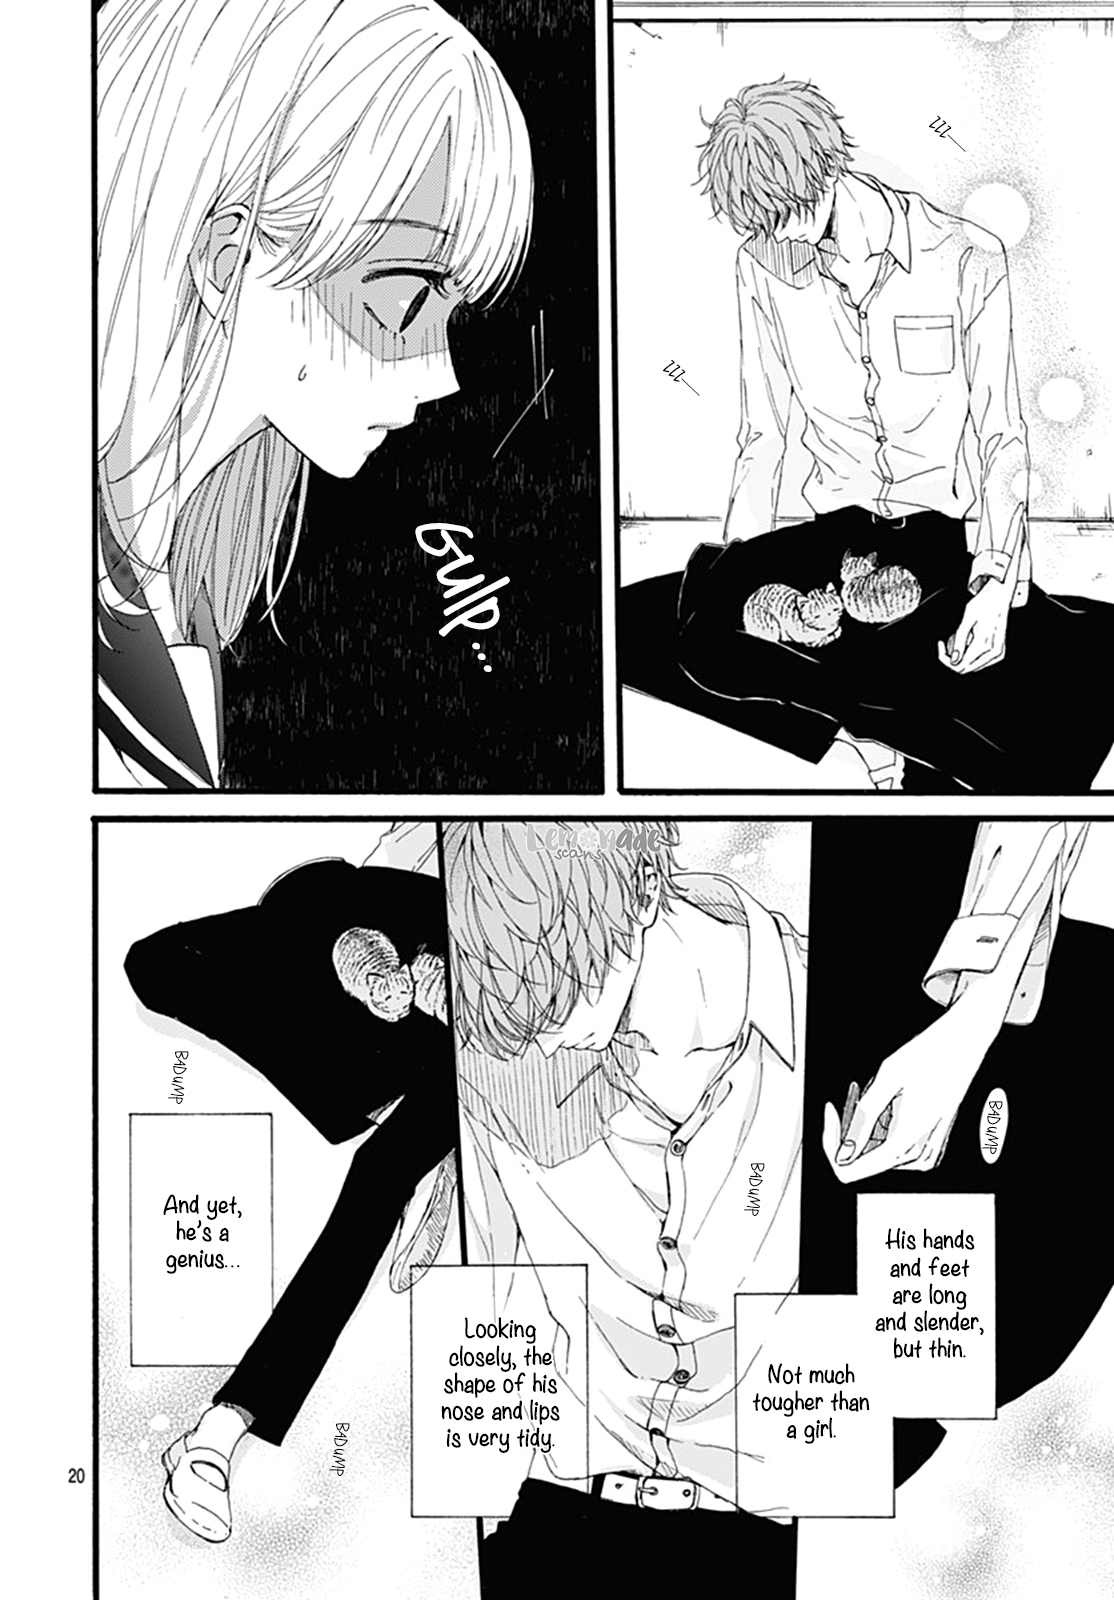 zzz—
zzz—
Gulp...
Lemonade
scans
BADUMP
His hands
and feet
are long
and slender,
but thin.
BADUMP
Not much
tougher than
a girl.
Looking
closely, the
shape of his
nose and lips
is very tidy.
BADUMP
And yet,
he's a
genius...
BADUMP
20